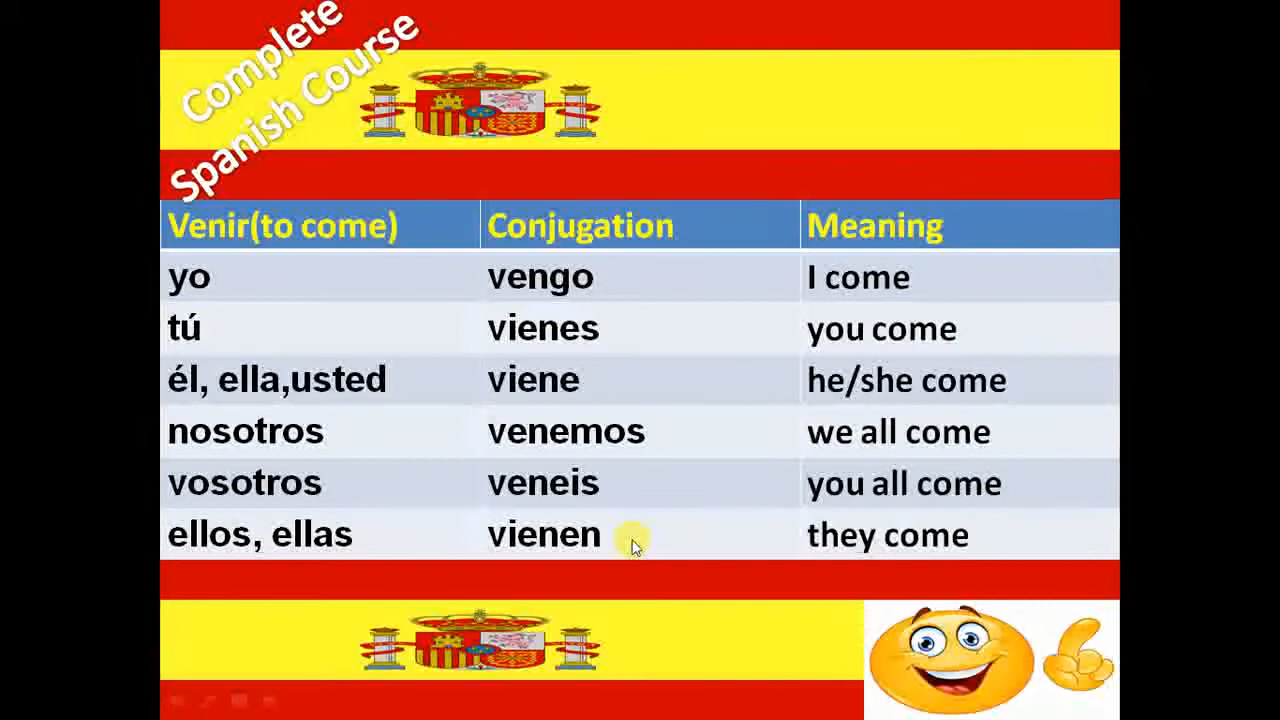 Complete
Spanish Course
Venir(to come) Conjugation Meaning
yo vengo I come
tú vienes you come
él, ella,usted viene he/she come
nosotros venemos we all come
vosotros veneis you all come
ellos, ellas vienen they come